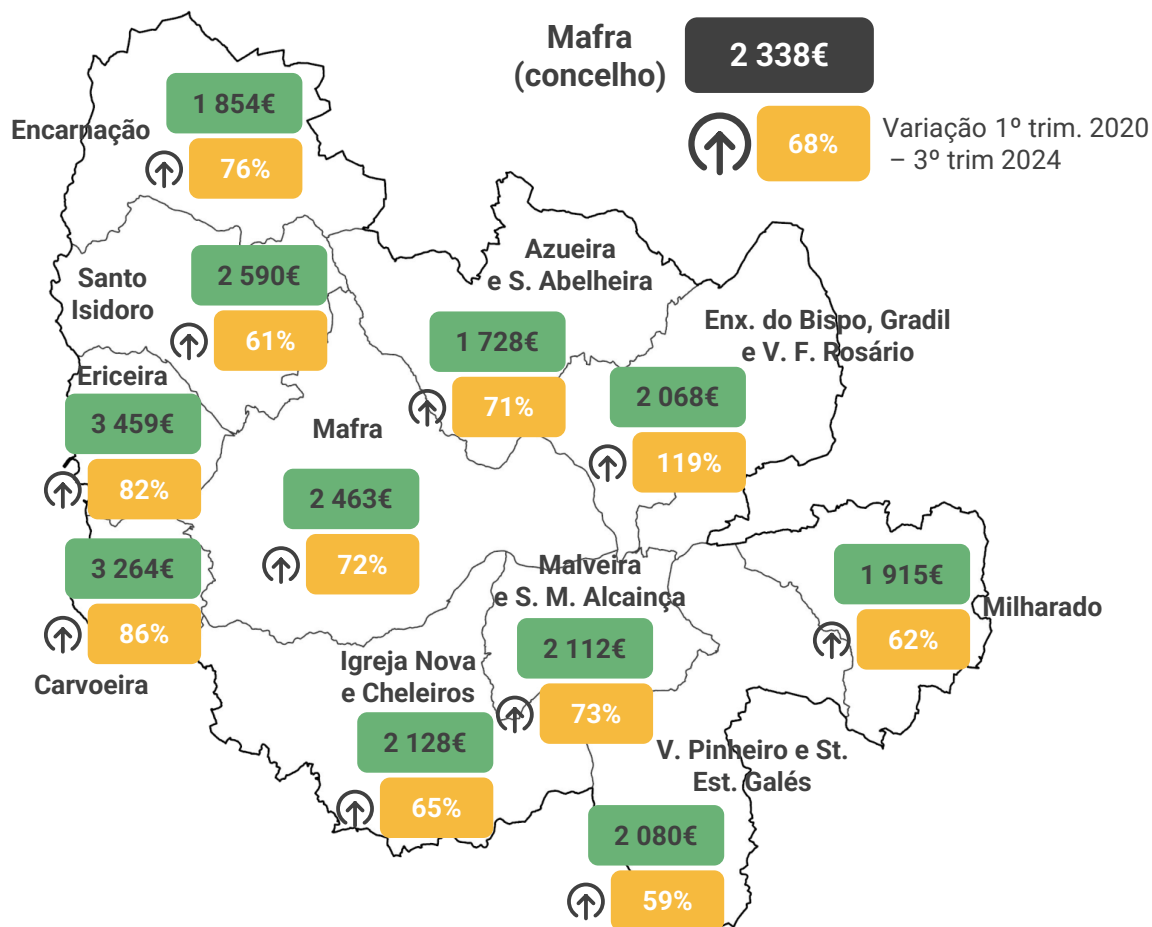 Mafra
(concelho)
2 338€
68%
Variação 1º trim. 2020
– 3º trim 2024
Encarnação
1 854€
76%
Santo
Isidoro
2 590€
61%
Azueira
e S. Abelheira
1 728€
71%
Enx. do Bispo, Gradil
e V. F. Rosário
2 068€
119%
Ericeira
3 459€
82%
Mafra
2 463€
72%
3 264€
86%
Carvoeira
Malveira
e S. M. Alcainça
2 112€
73%
1 915€
62%
Milharado
Igreja Nova
e Cheleiros
2 128€
65%
V. Pinheiro e St.
Est. Galés
2 080€
59%